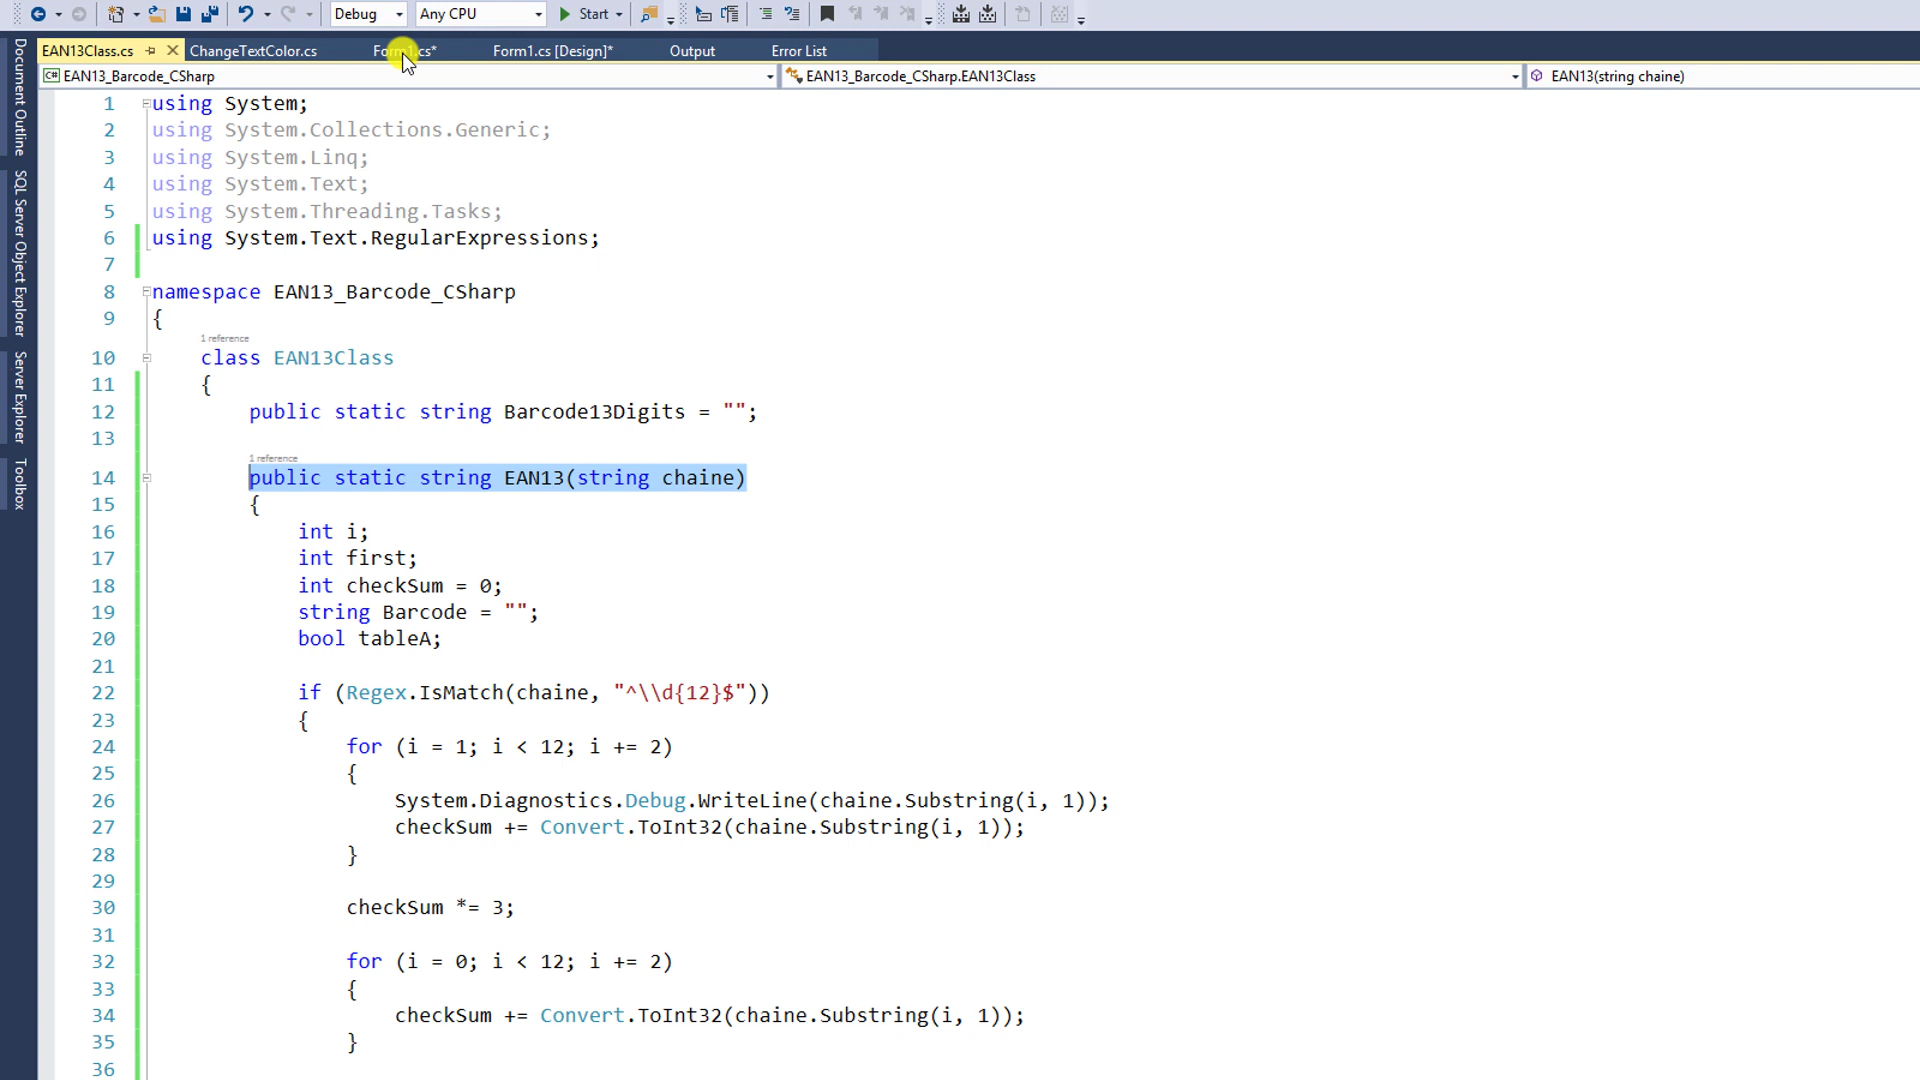 Debug Any CPU Start
EAN13Class.cs ChangeTextColor.cs Form1.cs* Form1.cs [Design]* Output Error List
C# EAN13_Barcode_CSharp EAN13_Barcode_CSharp.EAN13Class EAN13(string chaine)
Document Outline
SQL Server Object Explorer
Server Explorer
Toolbox
1 using System;
2 using System.Collections.Generic;
3 using System.Linq;
4 using System.Text;
5 using System.Threading.Tasks;
6 using System.Text.RegularExpressions;
7
8 namespace EAN13_Barcode_CSharp
9 {
1 reference
10 class EAN13Class
11 {
12 public static string Barcode13Digits = "";
13
1 reference
14 public static string EAN13(string chaine)
15 {
16 int i;
17 int first;
18 int checkSum = 0;
19 string Barcode = "";
20 bool tableA;
21
22 if (Regex.IsMatch(chaine, "^\\d{12}$"))
23 {
24 for (i = 1; i < 12; i += 2)
25 {
26 System.Diagnostics.Debug.WriteLine(chaine.Substring(i, 1));
27 checkSum += Convert.ToInt32(chaine.Substring(i, 1));
28 }
29
30 checkSum *= 3;
31
32 for (i = 0; i < 12; i += 2)
33 {
34 checkSum += Convert.ToInt32(chaine.Substring(i, 1));
35 }
36